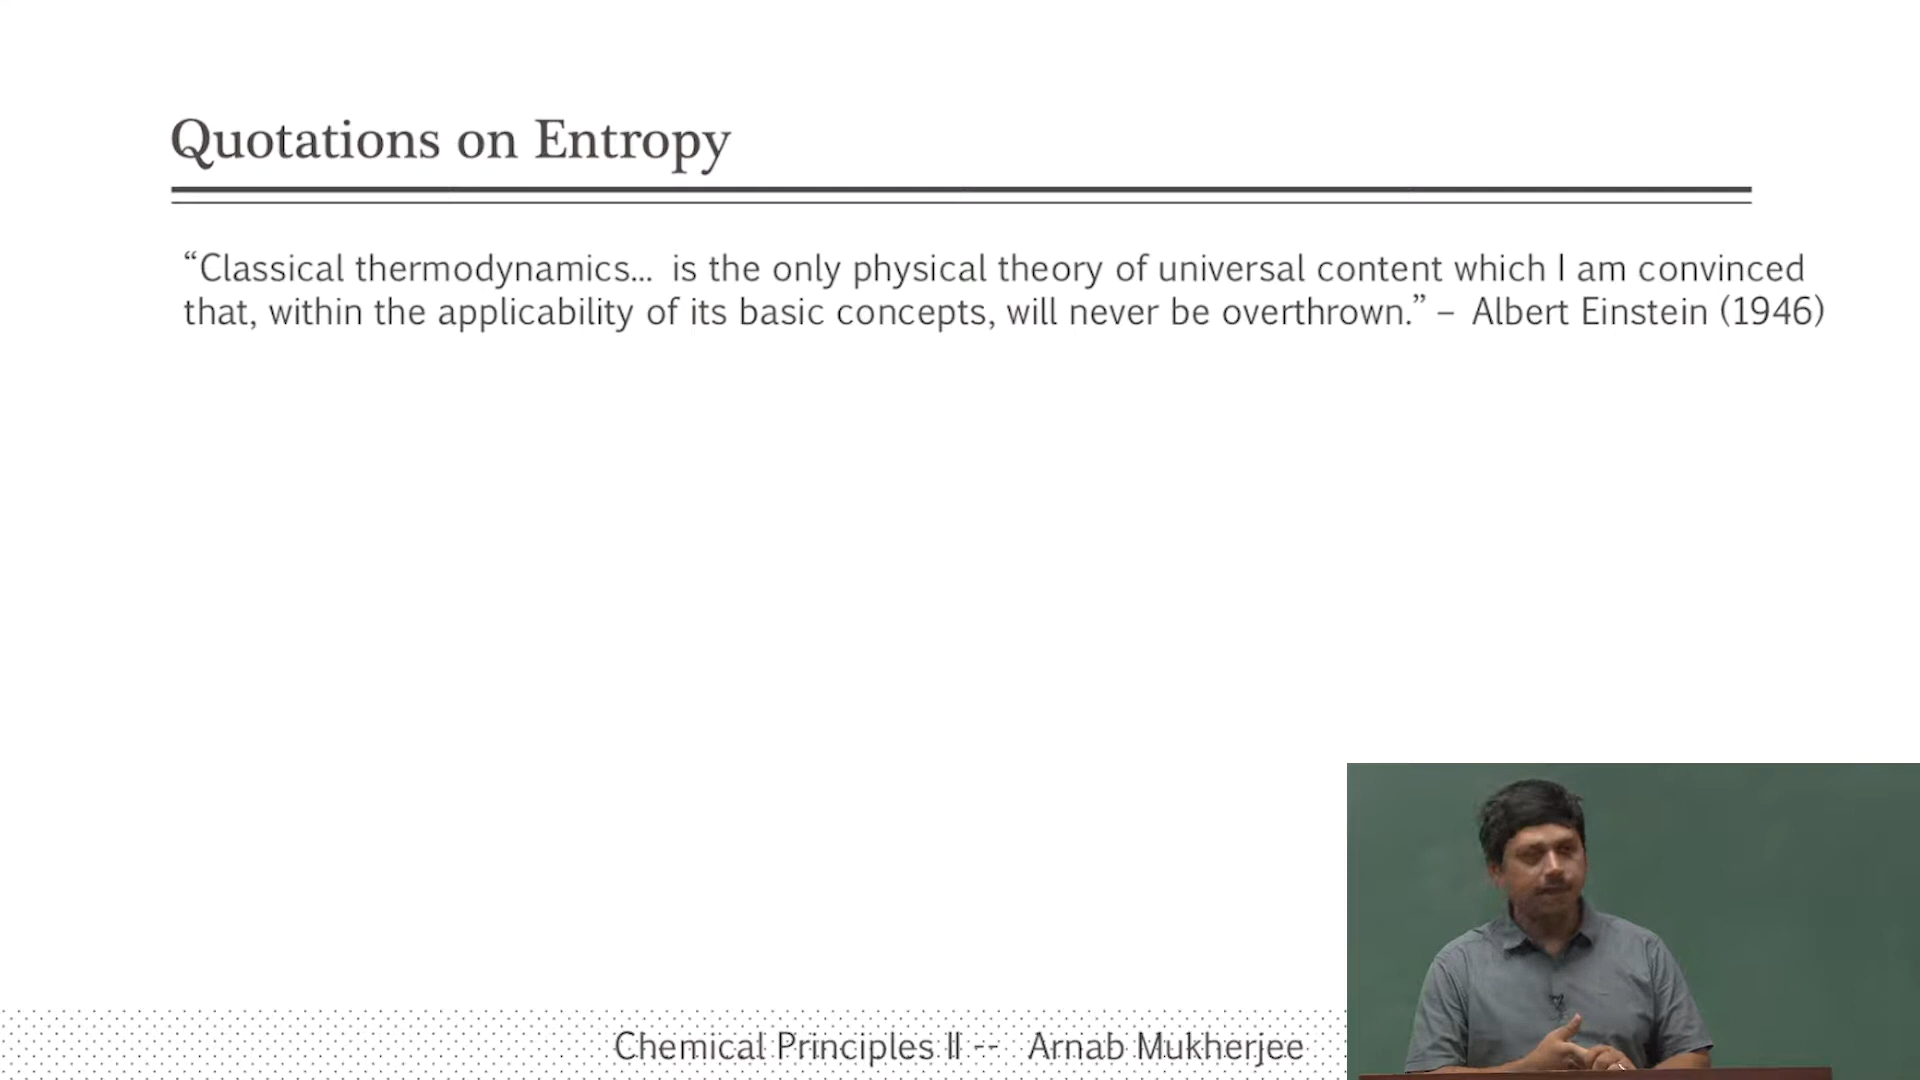 Quotations on Entropy
“Classical thermodynamics... is the only physical theory of universal content which I am convinced
that, within the applicability of its basic concepts, will never be overthrown.” – Albert Einstein (1946)
Chemical Principles II -- Arnab Mukherjee